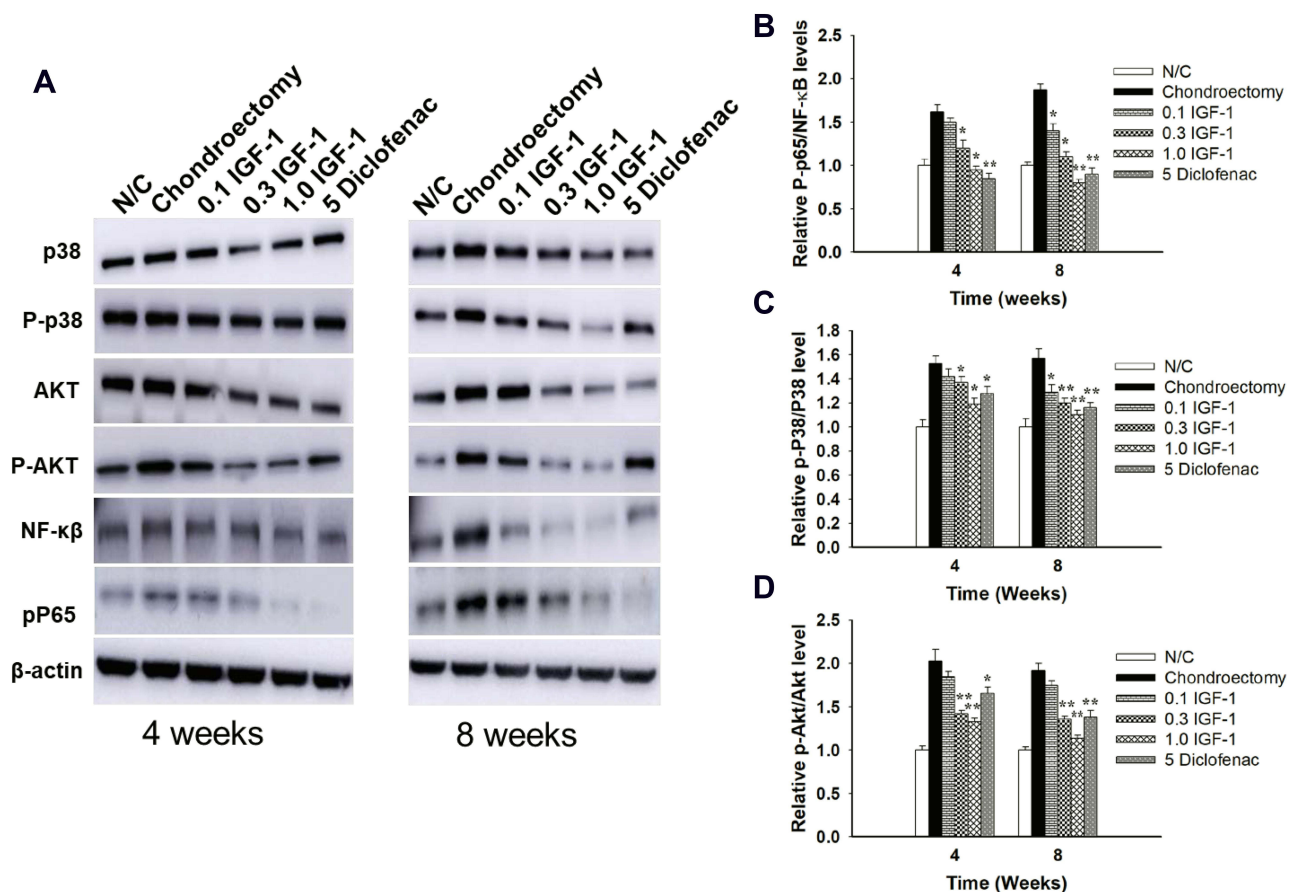 A
N/C
Chondroectomy
0.1 IGF-1
0.3 IGF-1
1.0 IGF-1
5 Diclofenac
N/C
Chondroectomy
0.1 IGF-1
0.3 IGF-1
1.0 IGF-1
5 Diclofenac
p38
P-p38
AKT
P-AKT
NF-κβ
pP65
β-actin
4 weeks
8 weeks
B
Relative P-p65/NF-κB levels
2.5
2.0
1.5
1.0
0.5
0.0
* * **
* * ** **
4
8
Time (weeks)
N/C
Chondroectomy
0.1 IGF-1
0.3 IGF-1
1.0 IGF-1
5 Diclofenac
C
Relative p-P38/P38 level
1.8
1.6
1.4
1.2
1.0
0.8
0.6
0.4
0.2
0.0
* * *
* ** ** **
4
8
Time (Weeks)
N/C
Chondroectomy
0.1 IGF-1
0.3 IGF-1
1.0 IGF-1
5 Diclofenac
D
Relative p-Akt/Akt level
2.5
2.0
1.5
1.0
0.5
0.0
** ** *
** ** **
4
8
Time (Weeks)
N/C
Chondroectomy
0.1 IGF-1
0.3 IGF-1
1.0 IGF-1
5 Diclofenac